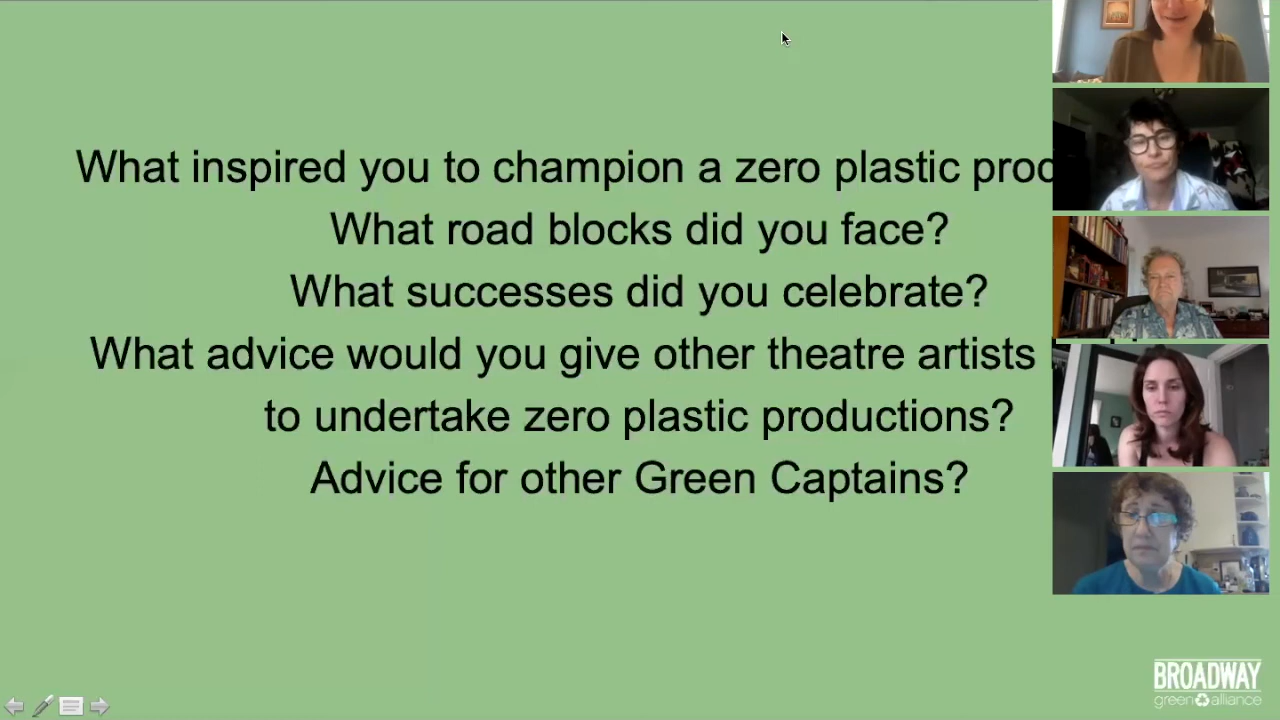 What inspired you to champion a zero plastic prod
What road blocks did you face?
What successes did you celebrate?
What advice would you give other theatre artists
to undertake zero plastic productions?
Advice for other Green Captains?
BROADWAY
green alliance